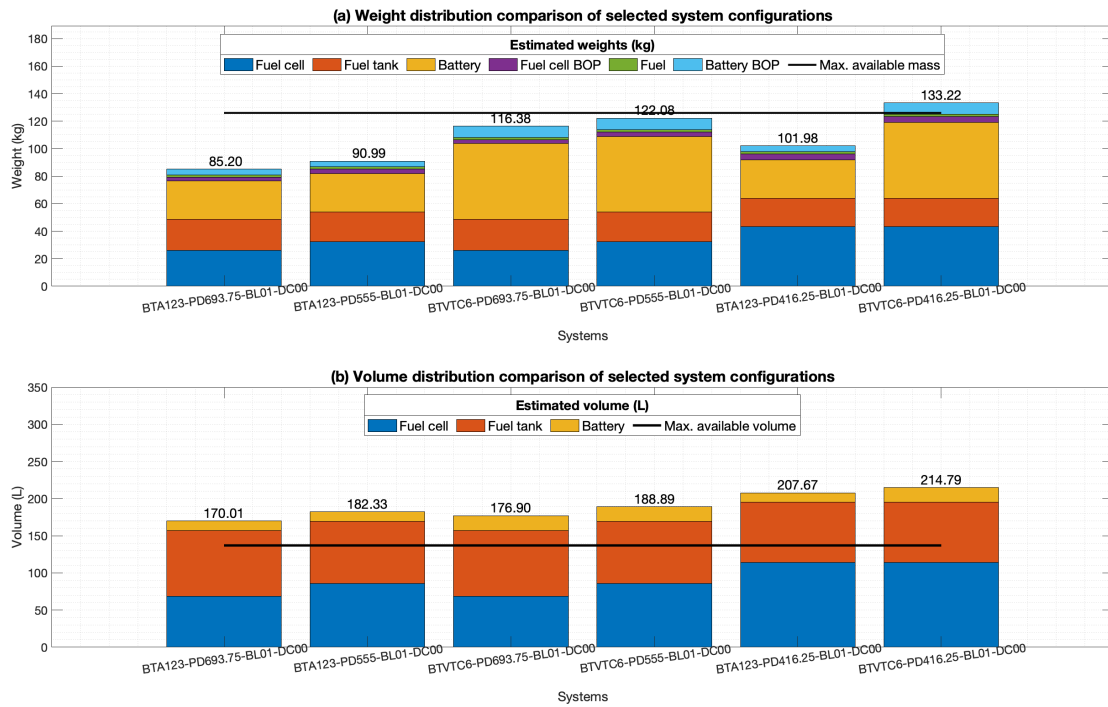 (a) Weight distribution comparison of selected system configurations
Estimated weights (kg)
Fuel cell Fuel tank Battery Fuel cell BOP Fuel Battery BOP Max. available mass
Weight (kg)
180
160
140
120
100
80
60
40
20
0
85.20
90.99
116.38
122.08
101.98
133.22
BTA123-PD693.75-BL01-DC00
BTA123-PD555-BL01-DC00
BTVTC6-PD693.75-BL01-DC00
BTVTC6-PD555-BL01-DC00
BTA123-PD416.25-BL01-DC00
BTVTC6-PD416.25-BL01-DC00
Systems
(b) Volume distribution comparison of selected system configurations
Estimated volume (L)
Fuel cell Fuel tank Battery Max. available volume
Volume (L)
350
300
250
200
150
100
50
0
170.01
182.33
176.90
188.89
207.67
214.79
BTA123-PD693.75-BL01-DC00
BTA123-PD555-BL01-DC00
BTVTC6-PD693.75-BL01-DC00
BTVTC6-PD555-BL01-DC00
BTA123-PD416.25-BL01-DC00
BTVTC6-PD416.25-BL01-DC00
Systems